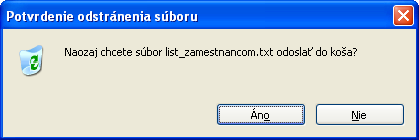 Potvrdenie odstránenia súboru
Naozaj chcete súbor list_zamestnancom.txt odoslať do koša?
Áno
Nie